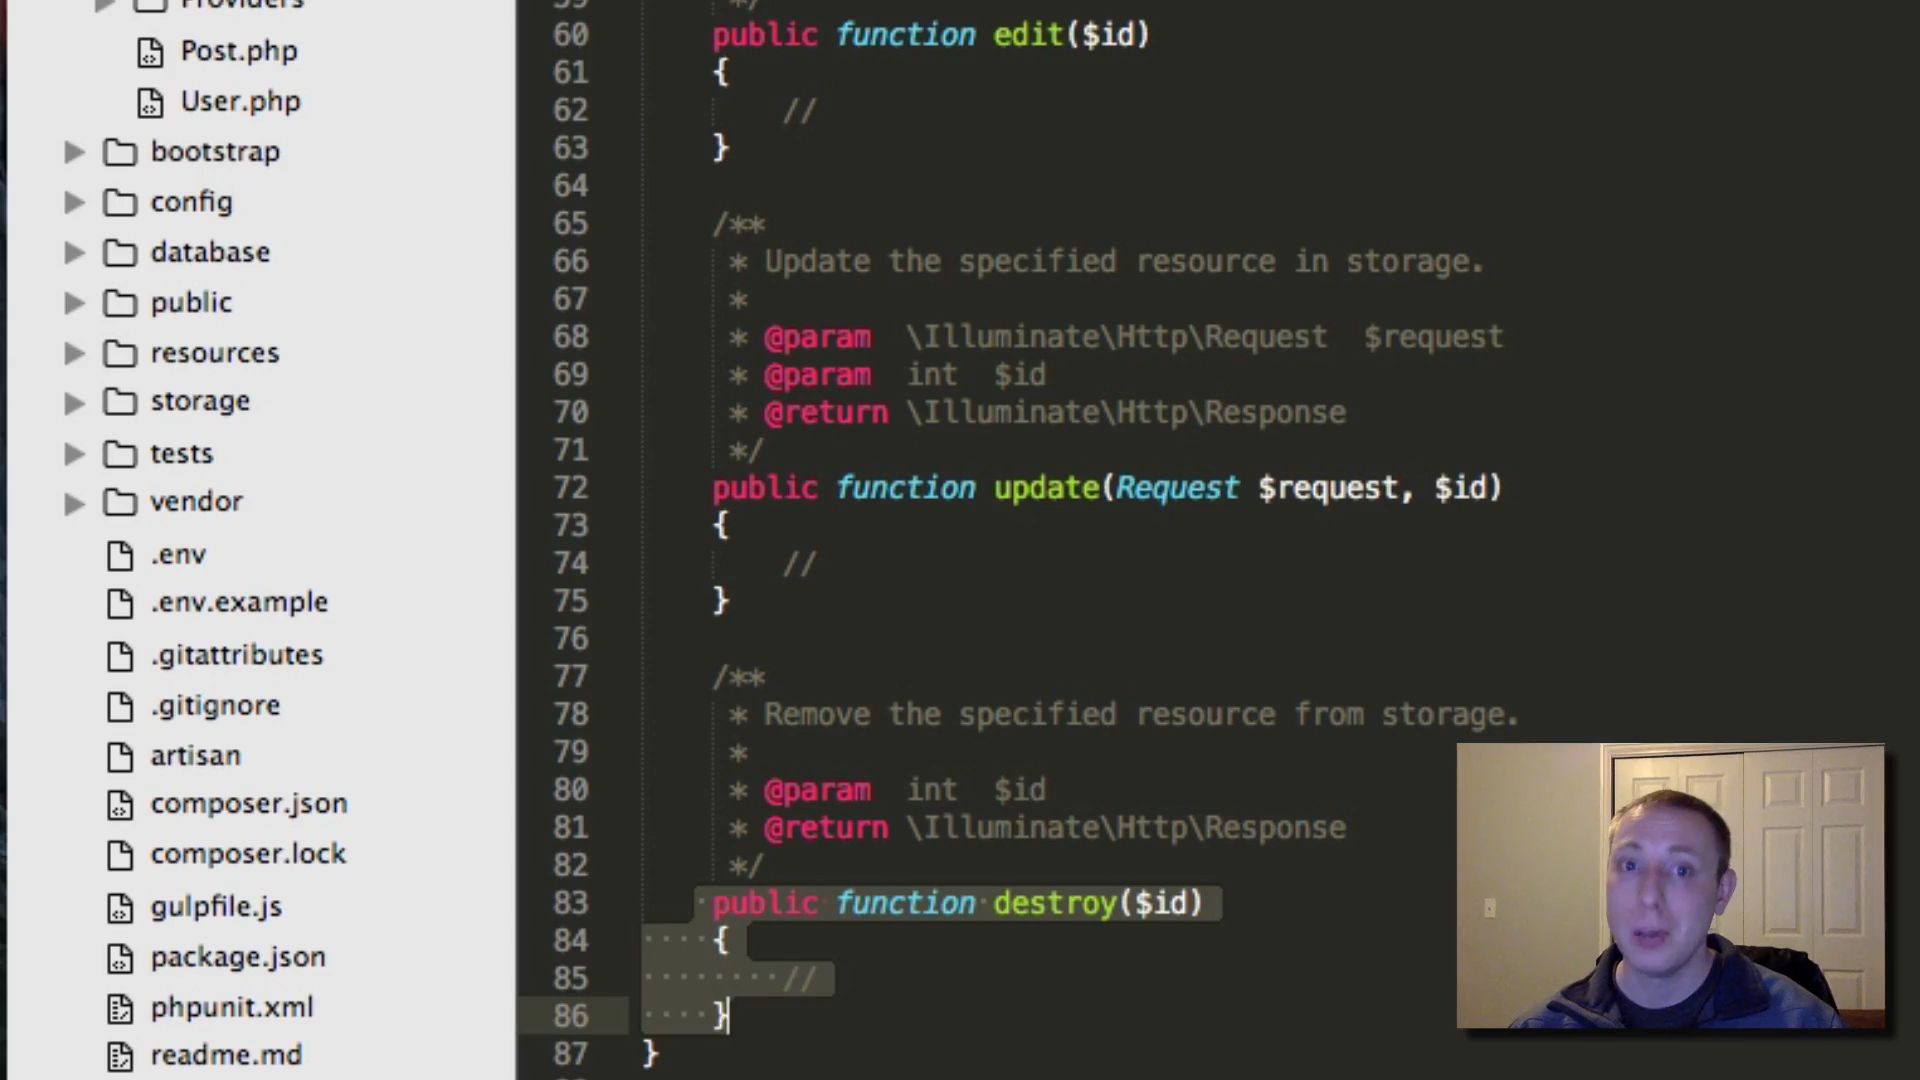 Providers
Post.php
User.php
bootstrap
config
database
public
resources
storage
tests
vendor
.env
.env.example
.gitattributes
.gitignore
artisan
composer.json
composer.lock
gulpfile.js
package.json
phpunit.xml
readme.md
59 */
60 public function edit($id)
61 {
62 //
63 }
64
65 /**
66 * Update the specified resource in storage.
67 *
68 * @param \Illuminate\Http\Request $request
69 * @param int $id
70 * @return \Illuminate\Http\Response
71 */
72 public function update(Request $request, $id)
73 {
74 //
75 }
76
77 /**
78 * Remove the specified resource from storage.
79 *
80 * @param int $id
81 * @return \Illuminate\Http\Response
82 */
83 public function destroy($id)
84 {
85 //
86 }
87 }